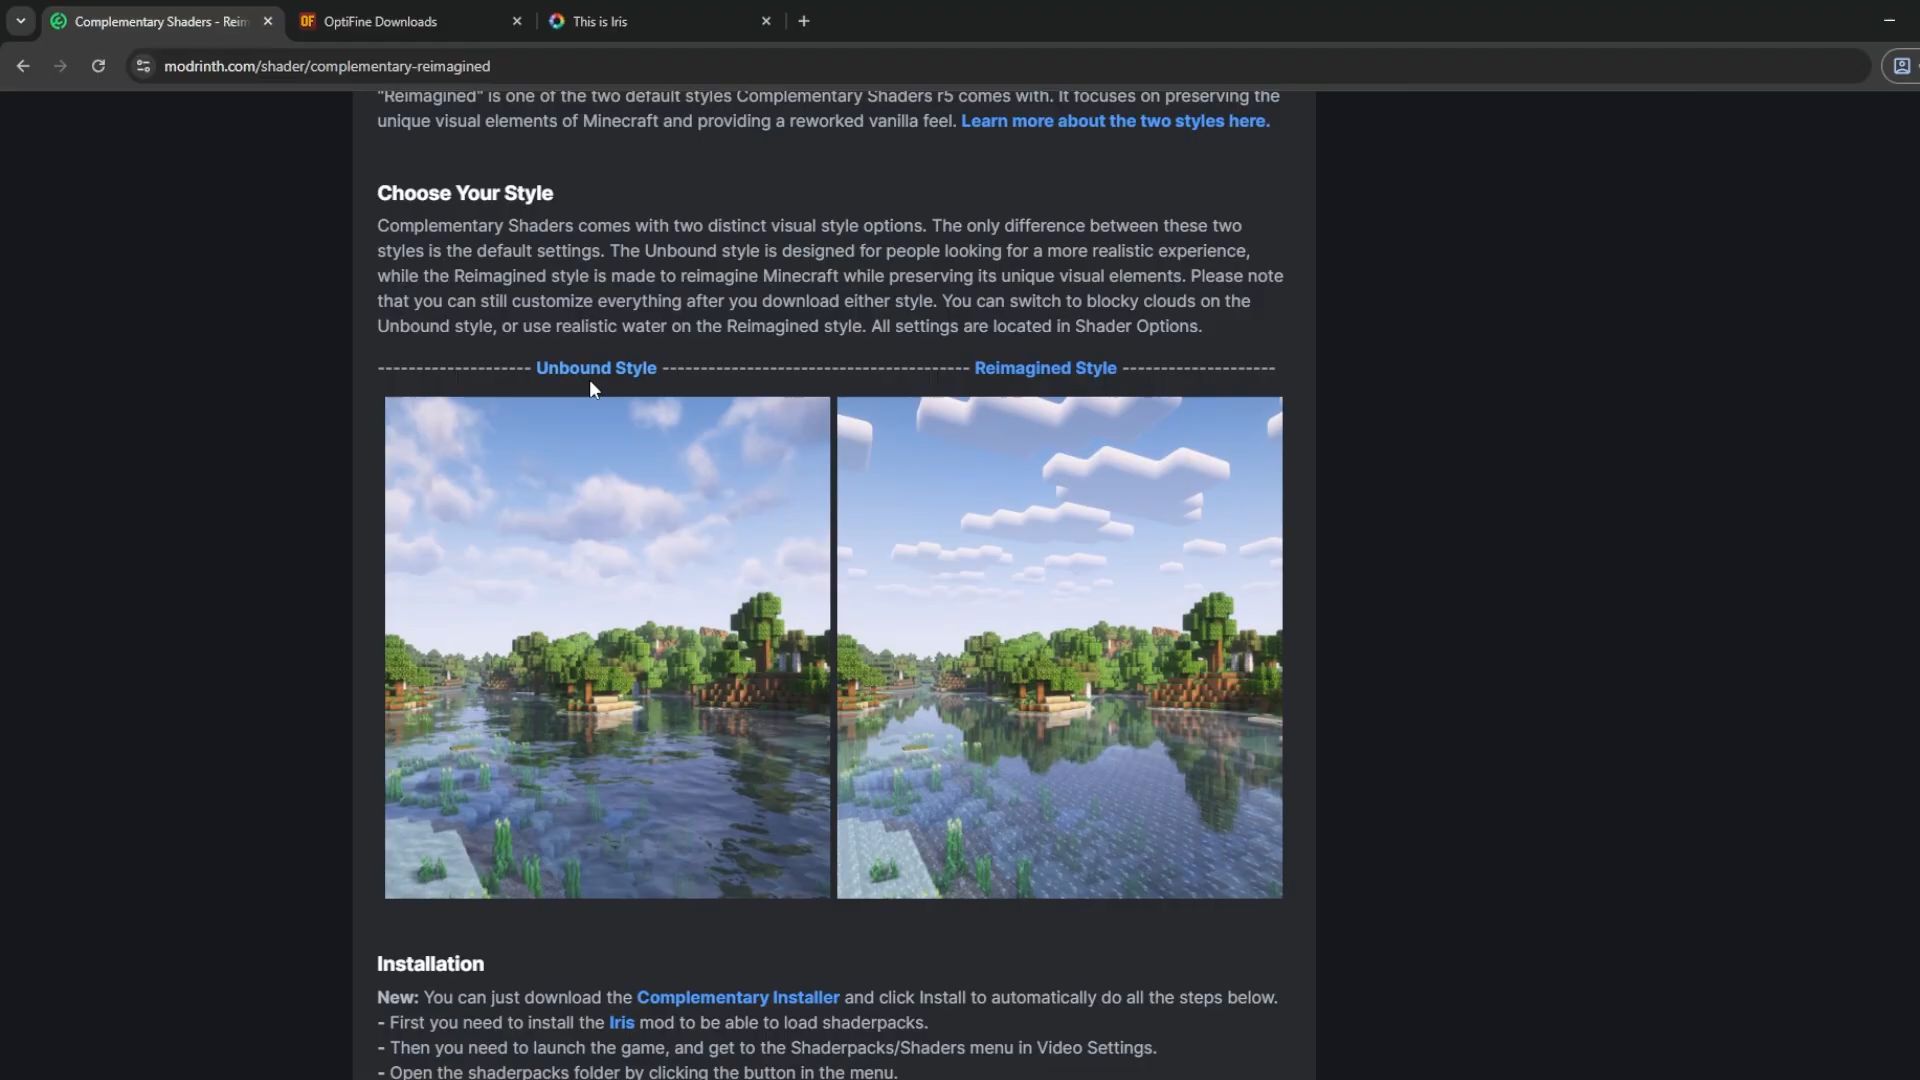 Complementary Shaders - Reim
OptiFine Downloads
This is Iris
modrinth.com/shader/complementary-reimagined
"Reimagined" is one of the two default styles Complementary Shaders r5 comes with. It focuses on preserving the
unique visual elements of Minecraft and providing a reworked vanilla feel. Learn more about the two styles here.
Choose Your Style
Complementary Shaders comes with two distinct visual style options. The only difference between these two
styles is the default settings. The Unbound style is designed for people looking for a more realistic experience,
while the Reimagined style is made to reimagine Minecraft while preserving its unique visual elements. Please note
that you can still customize everything after you download either style. You can switch to blocky clouds on the
Unbound style, or use realistic water on the Reimagined style. All settings are located in Shader Options.
-------------------- Unbound Style ---------------------------------------- Reimagined Style --------------------
Installation
New: You can just download the Complementary Installer and click Install to automatically do all the steps below.
- First you need to install the Iris mod to be able to load shaderpacks.
- Then you need to launch the game, and get to the Shaderpacks/Shaders menu in Video Settings.
- Open the shaderpacks folder by clicking the button in the menu.